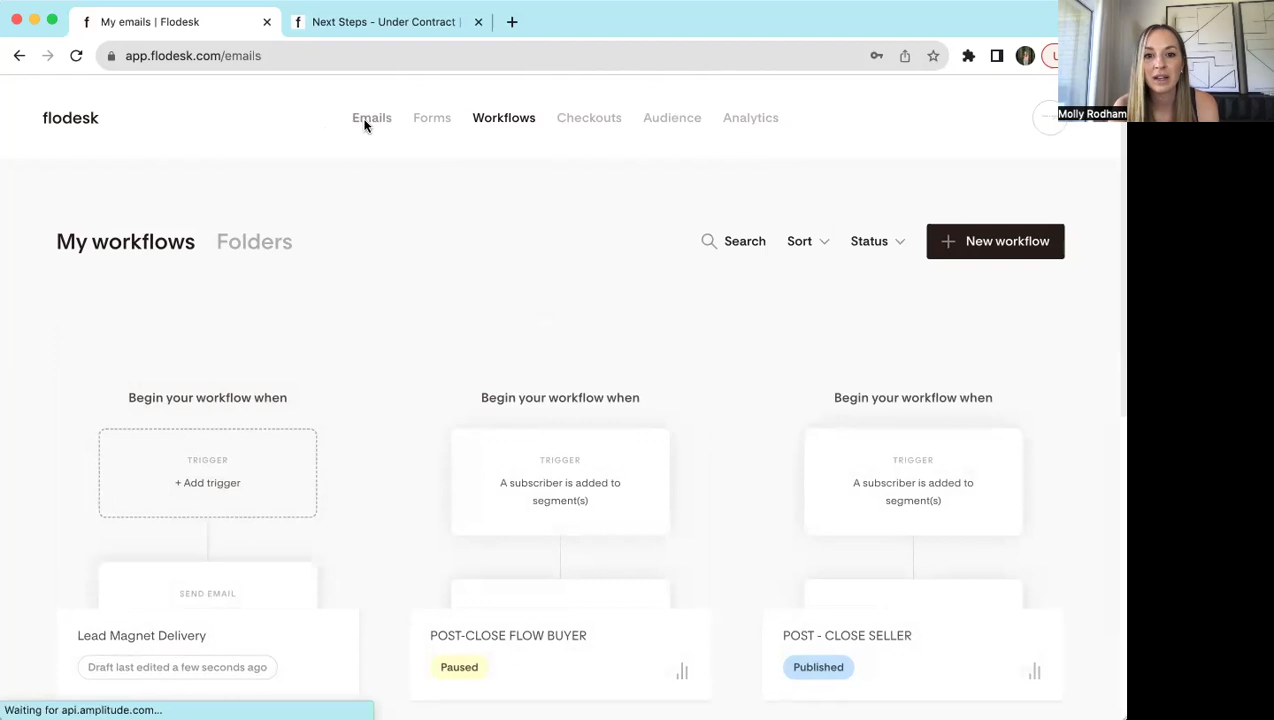 My emails | Flodesk
Next Steps - Under Contract |
app.flodesk.com/emails
Molly Rodham
flodesk
Emails
Forms
Workflows
Checkouts
Audience
Analytics
My workflows
Folders
Search
Sort
Status
+ New workflow
Begin your workflow when
TRIGGER
+ Add trigger
SEND EMAIL
Lead Magnet Delivery
Draft last edited a few seconds ago
Begin your workflow when
TRIGGER
A subscriber is added to
segment(s)
POST-CLOSE FLOW BUYER
Paused
Begin your workflow when
TRIGGER
A subscriber is added to
segment(s)
POST - CLOSE SELLER
Published
Waiting for api.amplitude.com...